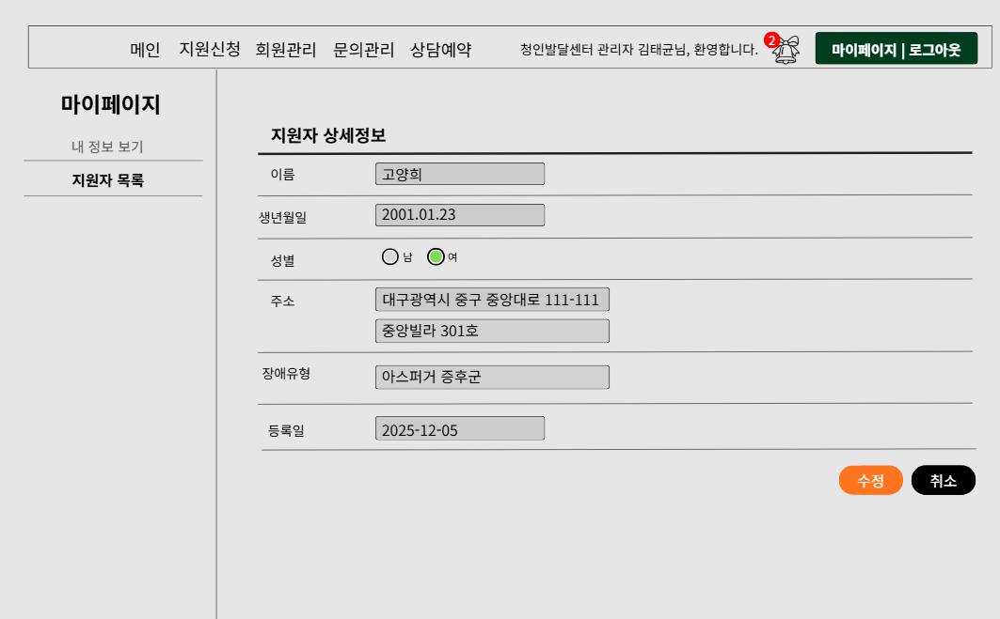 메인 지원신청 회원관리 문의관리 상담예약 청인발달센터 관리자 김태균님, 환영합니다. 2 마이페이지 | 로그아웃
마이페이지
내 정보 보기
지원자 목록
지원자 상세정보
이름 고양희
생년월일 2001.01.23
성별 남 여
주소 대구광역시 중구 중앙대로 111-111
중앙빌라 301호
장애유형 아스퍼거 증후군
등록일 2025-12-05
수정 취소